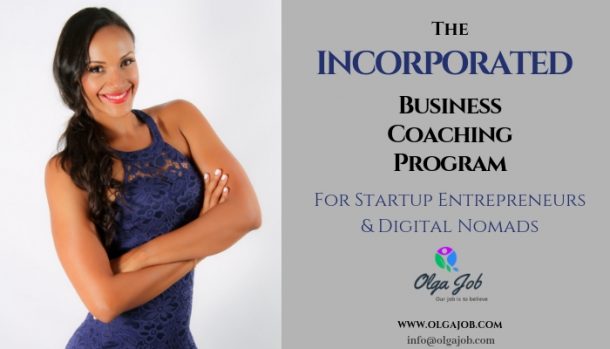 The
INCORPORATED
Business
Coaching
Program
For Startup Entrepreneurs
& Digital Nomads
Olga Job
Our job is to believe
www.olgajob.com
info@olgajob.com